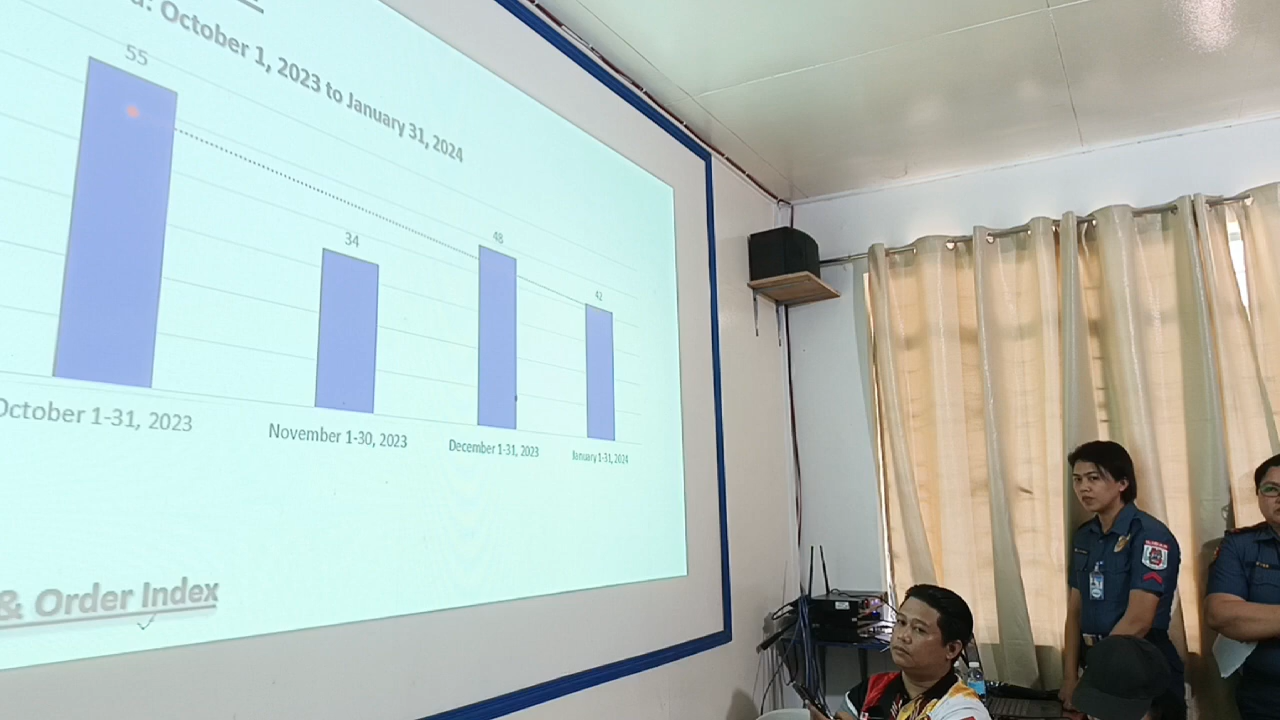 October 1, 2023 to January 31, 2024
55
34
48
42
October 1-31, 2023
November 1-30, 2023
December 1-31, 2023
January 1-31, 2024
& Order Index